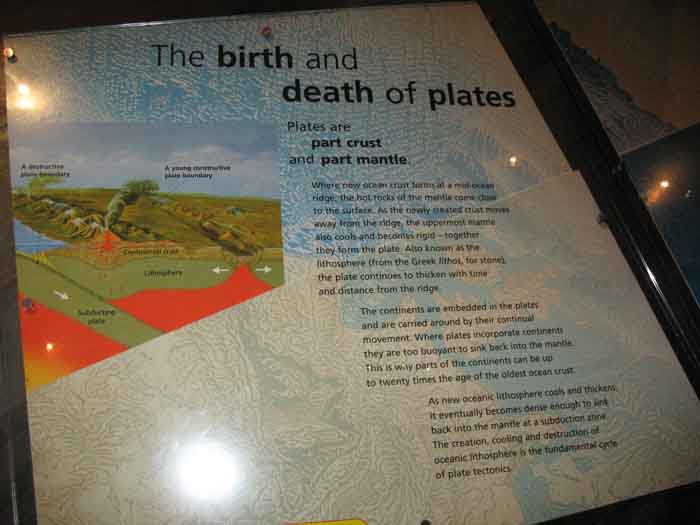 The birth and
death of plates
Plates are
part crust
and part mantle.
A destructive
plate boundary
A young constructive
plate boundary
Continental crust
Lithosphere
Subducting
plate
Where new ocean crust forms at a mid-ocean
ridge, the hot rocks of the mantle come close
to the surface. As the newly created crust moves
away from the ridge, the uppermost mantle
also cools and becomes rigid – together
they form the plate. Also known as the
lithosphere (from the Greek lithos, for stone),
the plate continues to thicken with time
and distance from the ridge.
The continents are embedded in the plates
and are carried around by their continual
movement. Where plates incorporate continents
they are too buoyant to sink back into the mantle.
This is why parts of the continents can be up
to twenty times the age of the oldest ocean crust.
As new oceanic lithosphere cools and thickens,
it eventually becomes dense enough to sink
back into the mantle at a subduction zone.
The creation, cooling and destruction of
oceanic lithosphere is the fundamental cycle
of plate tectonics.